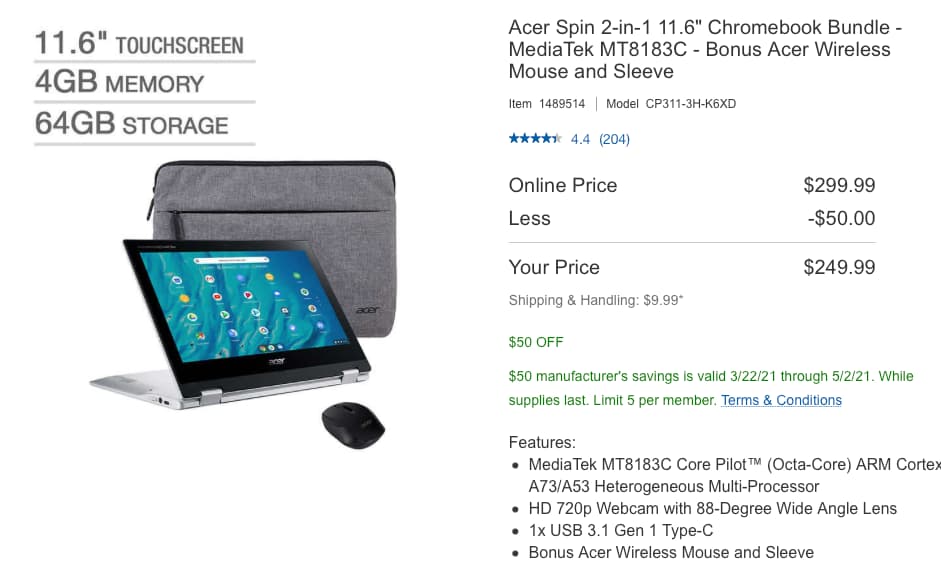 11.6" TOUCHSCREEN
4GB MEMORY
64GB STORAGE
acer
acer
Acer Spin 2-in-1 11.6" Chromebook Bundle -
MediaTek MT8183C - Bonus Acer Wireless
Mouse and Sleeve
Item 1489514 | Model CP311-3H-K6XD
4.4 (204)
Online Price $299.99
Less -$50.00
Your Price $249.99
Shipping & Handling: $9.99*
$50 OFF
$50 manufacturer's savings is valid 3/22/21 through 5/2/21. While
supplies last. Limit 5 per member. Terms & Conditions
Features:
• MediaTek MT8183C Core Pilot™ (Octa-Core) ARM Cortex
A73/A53 Heterogeneous Multi-Processor
• HD 720p Webcam with 88-Degree Wide Angle Lens
• 1x USB 3.1 Gen 1 Type-C
• Bonus Acer Wireless Mouse and Sleeve